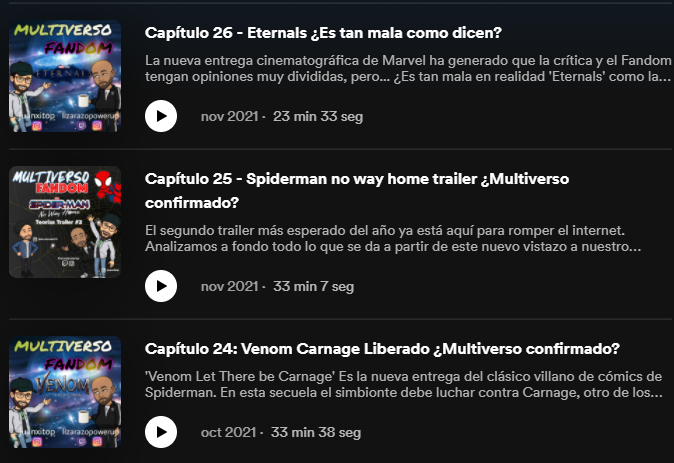 MULTIVERSO
FANDOM
ETERNALS
lizarazopowerup
Capítulo 26 - Eternals ¿Es tan mala como dicen?
La nueva entrega cinematográfica de Marvel ha generado que la crítica y el Fandom
tengan opiniones muy divididas, pero... ¿Es tan mala en realidad 'Eternals' como la...
nov 2021 · 23 min 33 seg
MULTIVERSO
FANDOM
SPIDER-MAN
No Way Home
Teorías Trailer #2
Capítulo 25 - Spiderman no way home trailer ¿Multiverso
confirmado?
El segundo trailer más esperado del año ya está aquí para romper el internet.
Analizamos a fondo todo lo que se da a partir de este nuevo vistazo a nuestro...
nov 2021 · 33 min 7 seg
MULTIVERSO
FANDOM
VENOM
lizarazopowerup
Capítulo 24: Venom Carnage Liberado ¿Multiverso confirmado?
'Venom Let There be Carnage' Es la nueva entrega del clásico villano de cómics de
Spiderman. En esta secuela el simbionte debe luchar contra Carnage, otro de los...
oct 2021 · 33 min 38 seg